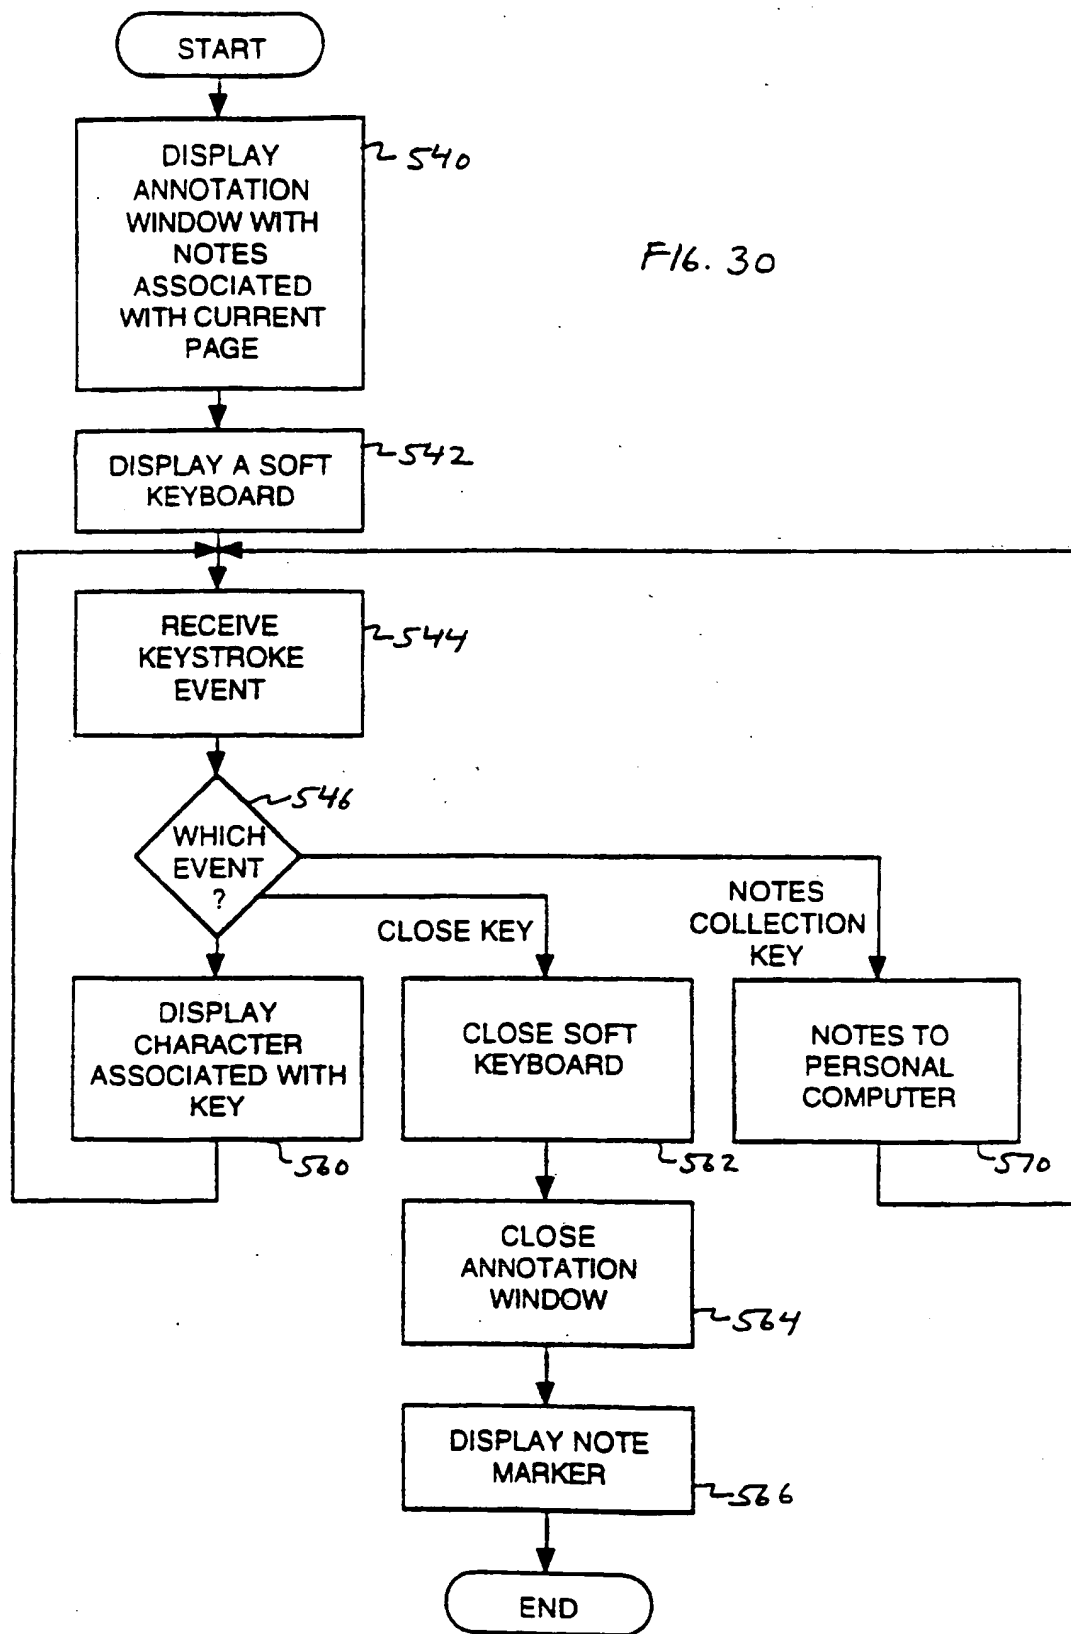 START
DISPLAY
ANNOTATION
WINDOW WITH
NOTES
ASSOCIATED
WITH CURRENT
PAGE
540
FIG. 30
DISPLAY A SOFT
KEYBOARD
542
RECEIVE
KEYSTROKE
EVENT
544
WHICH
EVENT
?
546
CLOSE KEY
NOTES
COLLECTION
KEY
DISPLAY
CHARACTER
ASSOCIATED WITH
KEY
560
CLOSE SOFT
KEYBOARD
562
NOTES TO
PERSONAL
COMPUTER
570
CLOSE
ANNOTATION
WINDOW
564
DISPLAY NOTE
MARKER
566
END